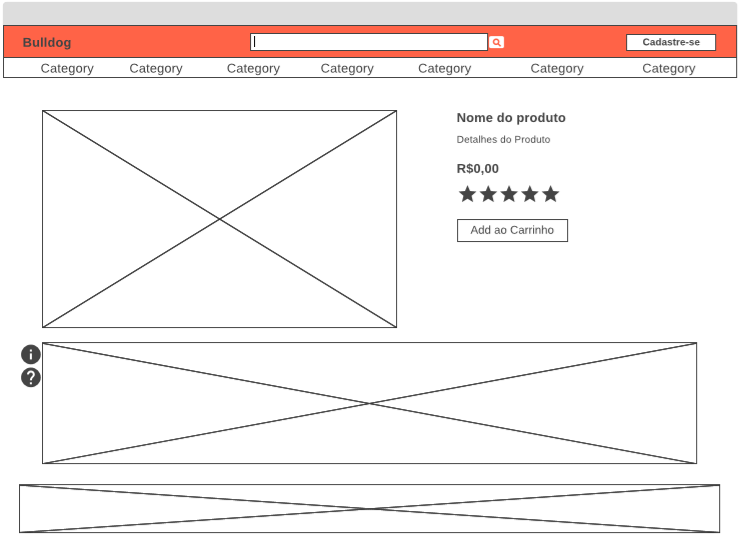 Bulldog
Cadastre-se
Category Category Category Category Category Category Category
Nome do produto
Detalhes do Produto
R$0,00
Add ao Carrinho
i
?